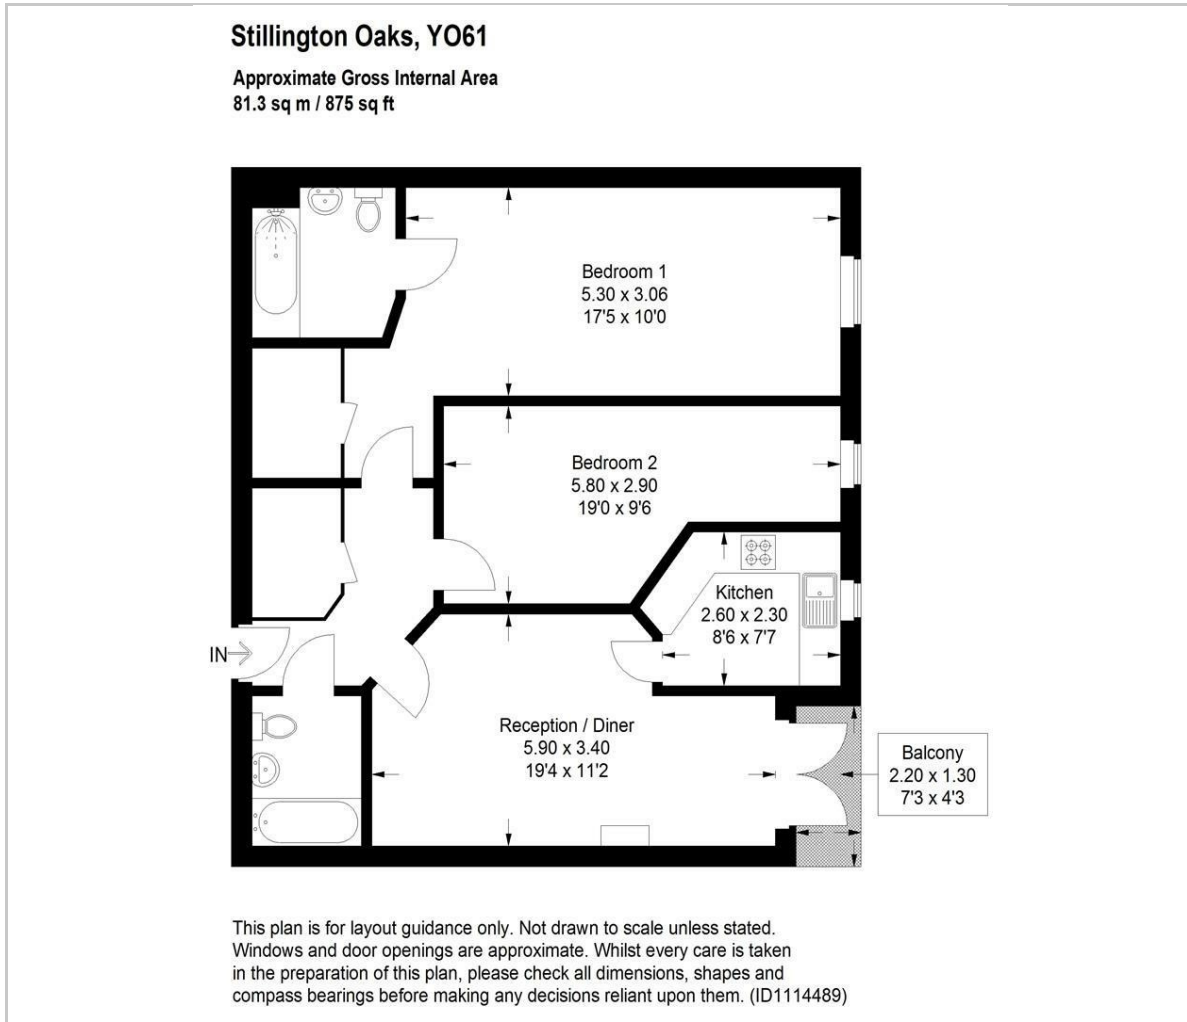 Stillington Oaks, YO61
Approximate Gross Internal Area
81.3 sq m / 875 sq ft
Bedroom 1
5.30 x 3.06
17'5 x 10'0
Bedroom 2
5.80 x 2.90
19'0 x 9'6
Kitchen
2.60 x 2.30
8'6 x 7'7
IN
Reception / Diner
5.90 x 3.40
19'4 x 11'2
Balcony
2.20 x 1.30
7'3 x 4'3
This plan is for layout guidance only. Not drawn to scale unless stated.
Windows and door openings are approximate. Whilst every care is taken
in the preparation of this plan, please check all dimensions, shapes and
compass bearings before making any decisions reliant upon them. (ID1114489)